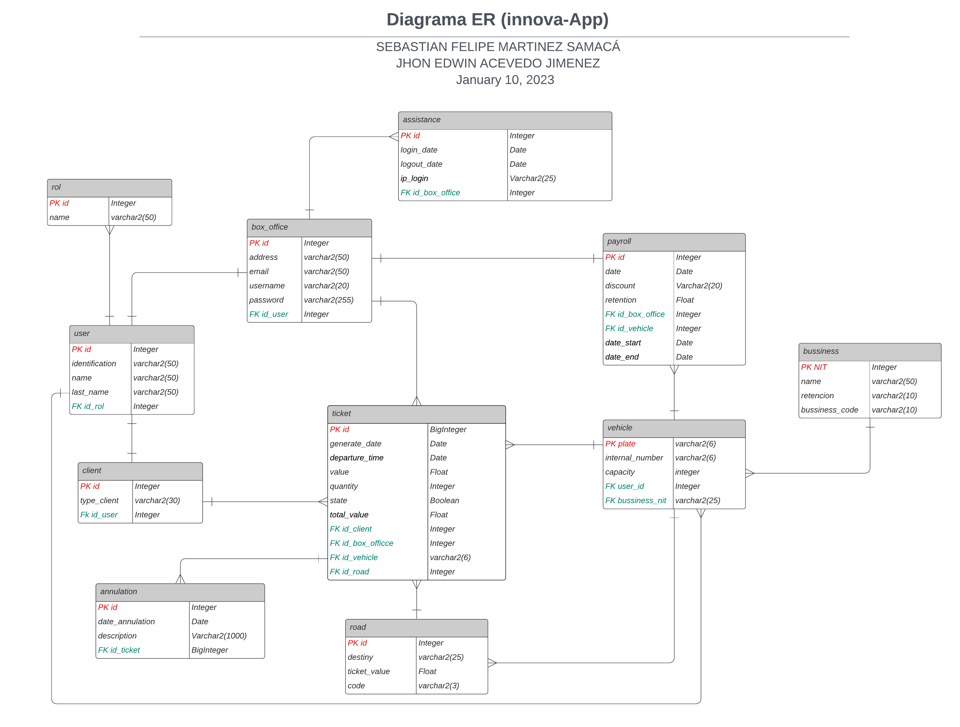 Diagrama ER (innova-App)
SEBASTIAN FELIPE MARTINEZ SAMACÁ
JHON EDWIN ACEVEDO JIMENEZ
January 10, 2023
assistance
PK id Integer
login_date Date
logout_date Date
ip_login Varchar2(25)
FK id_box_office Integer
rol
PK id Integer
name varchar2(50)
box_office
PK id Integer
address varchar2(50)
email varchar2(50)
username varchar2(20)
password varchar2(255)
FK id_user Integer
payroll
PK id Integer
date Date
discount Varchar2(20)
retention Float
FK id_box_office Integer
FK id_vehicle Integer
date_start Date
date_end Date
user
PK id Integer
identification varchar2(50)
name varchar2(50)
last_name varchar2(50)
FK id_rol Integer
bussiness
PK NIT Integer
name varchar2(50)
retencion varchar2(10)
bussiness_code varchar2(10)
ticket
PK id BigInteger
generate_date Date
departure_time Date
value Float
quantity Integer
state Boolean
total_value Float
FK id_client Integer
FK id_box_officce Integer
FK id_vehicle varchar2(6)
FK id_road Integer
vehicle
PK plate varchar2(6)
internal_number varchar2(6)
capacity integer
FK user_id Integer
FK bussiness_nit varchar2(25)
client
PK id Integer
type_client varchar2(30)
Fk id_user Integer
annulation
PK id Integer
date_annulation Date
description Varchar2(1000)
FK id_ticket BigInteger
road
PK id Integer
destiny varchar2(25)
ticket_value Float
code varchar2(3)